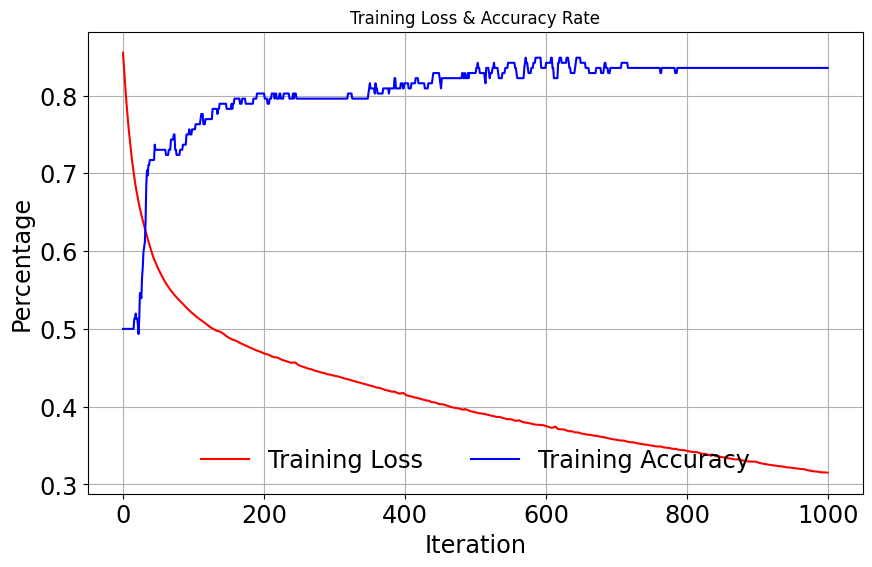 Training Loss & Accuracy Rate
Percentage
0.8
0.7
0.6
0.5
0.4
0.3
Training Loss
Training Accuracy
0 200 400 600 800 1000
Iteration